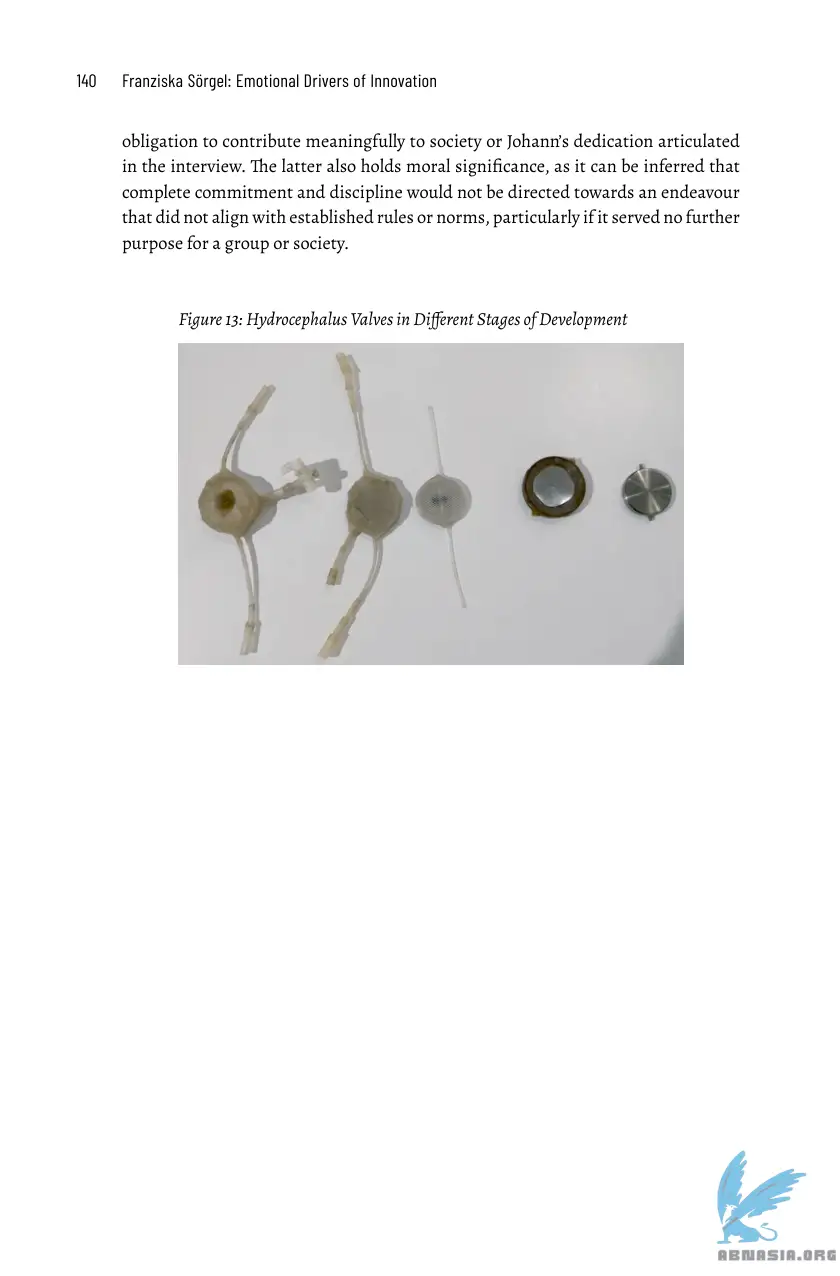 140 Franziska Sörgel: Emotional Drivers of Innovation
obligation to contribute meaningfully to society or Johann’s dedication articulated
in the interview. The latter also holds moral significance, as it can be inferred that
complete commitment and discipline would not be directed towards an endeavour
that did not align with established rules or norms, particularly if it served no further
purpose for a group or society.
Figure 13: Hydrocephalus Valves in Different Stages of Development
ABNASIA.ORG